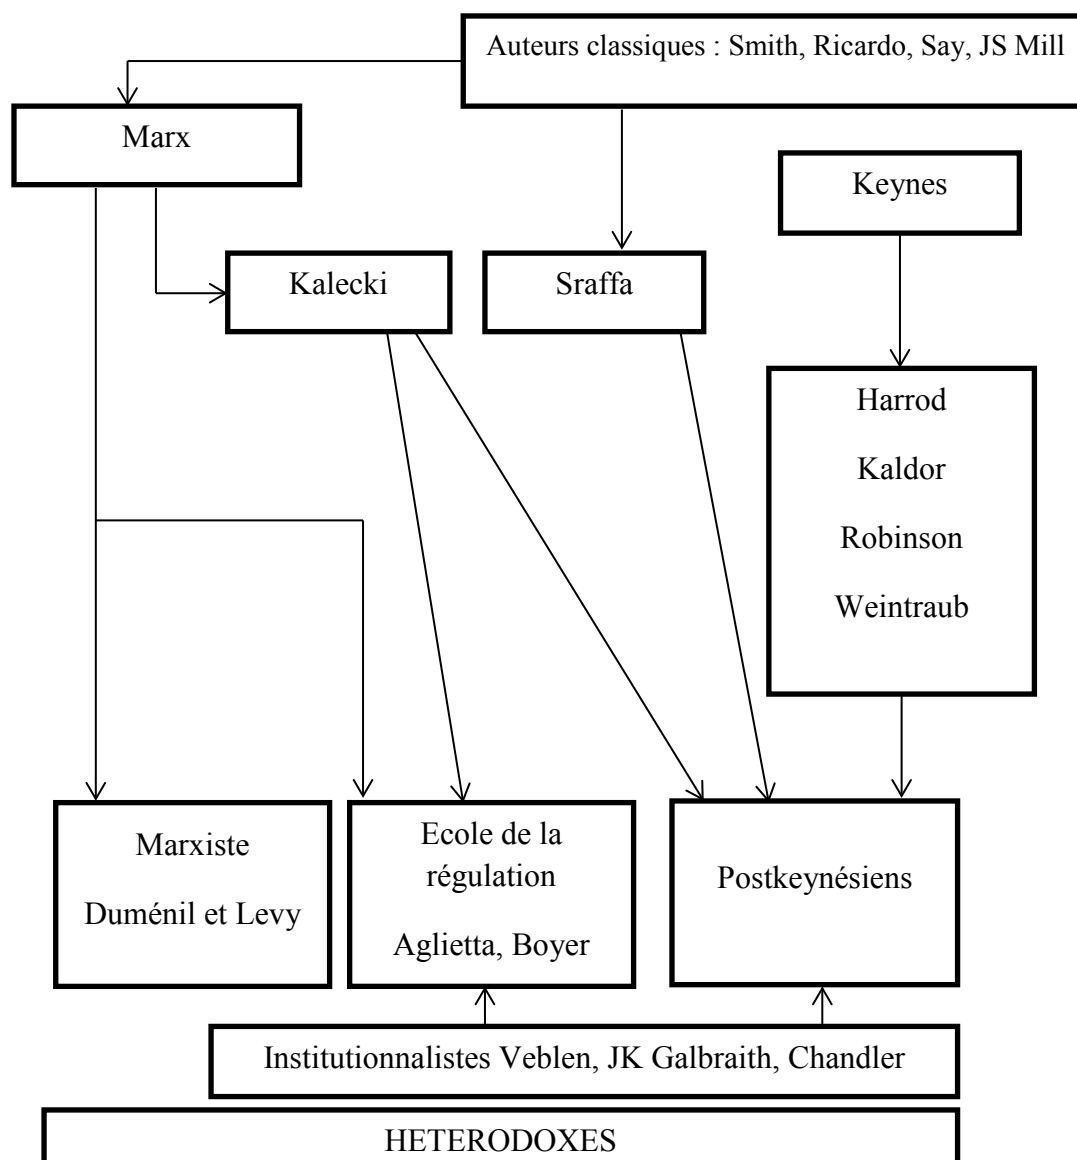 Auteurs classiques : Smith, Ricardo, Say, JS Mill
Marx
Keynes
Kalecki
Sraffa
Harrod
Kaldor
Robinson
Weintraub
Marxiste
Duménil et Levy
Ecole de la
régulation
Aglietta, Boyer
Postkeynésiens
Institutionnalistes Veblen, JK Galbraith, Chandler
HETERODOXES